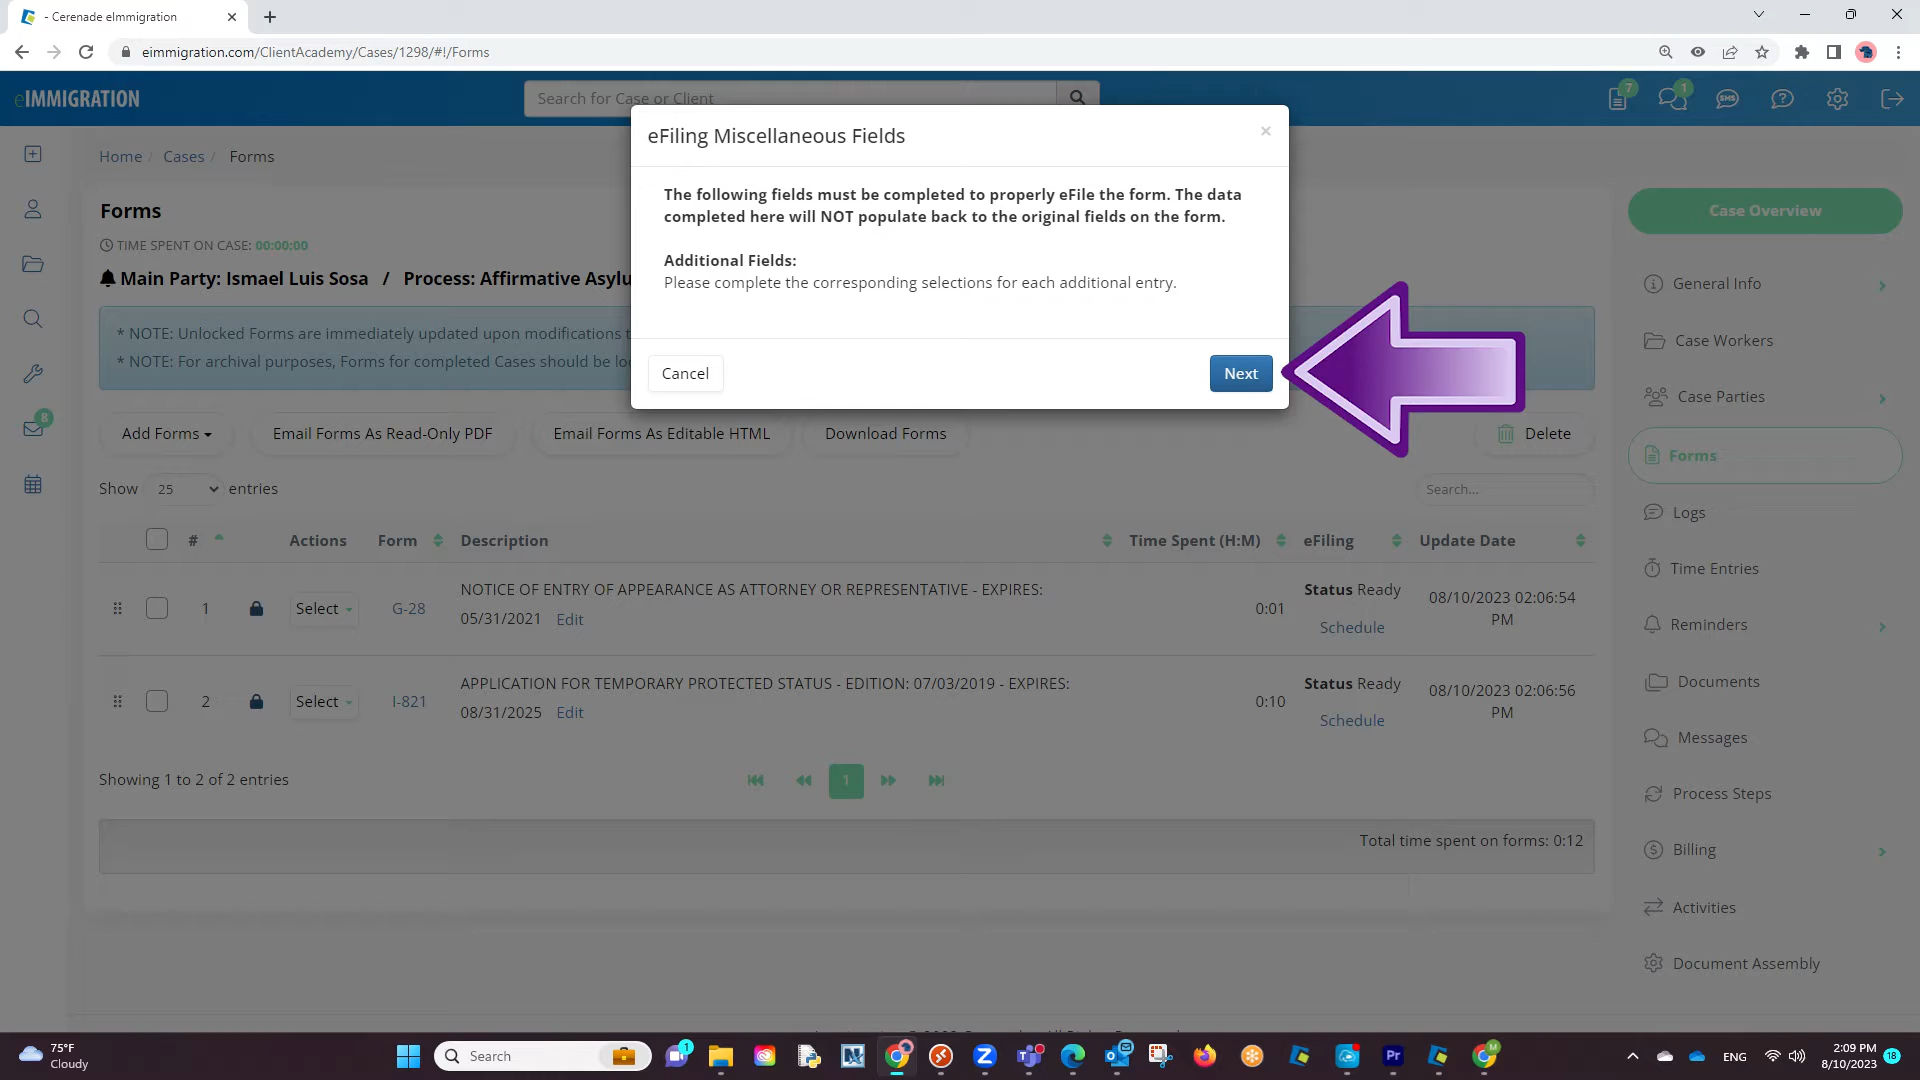 - Cerenade eImmigration
eimmigration.com/ClientAcademy/Cases/1298/#!/Forms
eIMMIGRATION
Search for Case or Client
7
1
SMS
Home / Cases / Forms
eFiling Miscellaneous Fields
The following fields must be completed to properly eFile the form. The data
completed here will NOT populate back to the original fields on the form.
Additional Fields:
Please complete the corresponding selections for each additional entry.
Cancel
Next
Forms
TIME SPENT ON CASE: 00:00:00
Main Party: Ismael Luis Sosa / Process: Affirmative Asylu
* NOTE: Unlocked Forms are immediately updated upon modifications
* NOTE: For archival purposes, Forms for completed Cases should be
Add Forms
Email Forms As Read-Only PDF
Email Forms As Editable HTML
Download Forms
Delete
8
Show 25 entries
Search...
# Actions Form Description Time Spent (H:M) eFiling Update Date
1 Select G-28 NOTICE OF ENTRY OF APPEARANCE AS ATTORNEY OR REPRESENTATIVE - EXPIRES:
05/31/2021 Edit
0:01
Status Ready
Schedule
08/10/2023 02:06:54
PM
2 Select I-821 APPLICATION FOR TEMPORARY PROTECTED STATUS - EDITION: 07/03/2019 - EXPIRES:
08/31/2025 Edit
0:10
Status Ready
Schedule
08/10/2023 02:06:56
PM
Showing 1 to 2 of 2 entries
1
Total time spent on forms: 0:12
Case Overview
General Info
Case Workers
Case Parties
Forms
Logs
Time Entries
Reminders
Documents
Messages
Process Steps
Billing
Activities
Document Assembly
75°F
Cloudy
Search
1
Pr
M
ENG
2:09 PM
8/10/2023
18